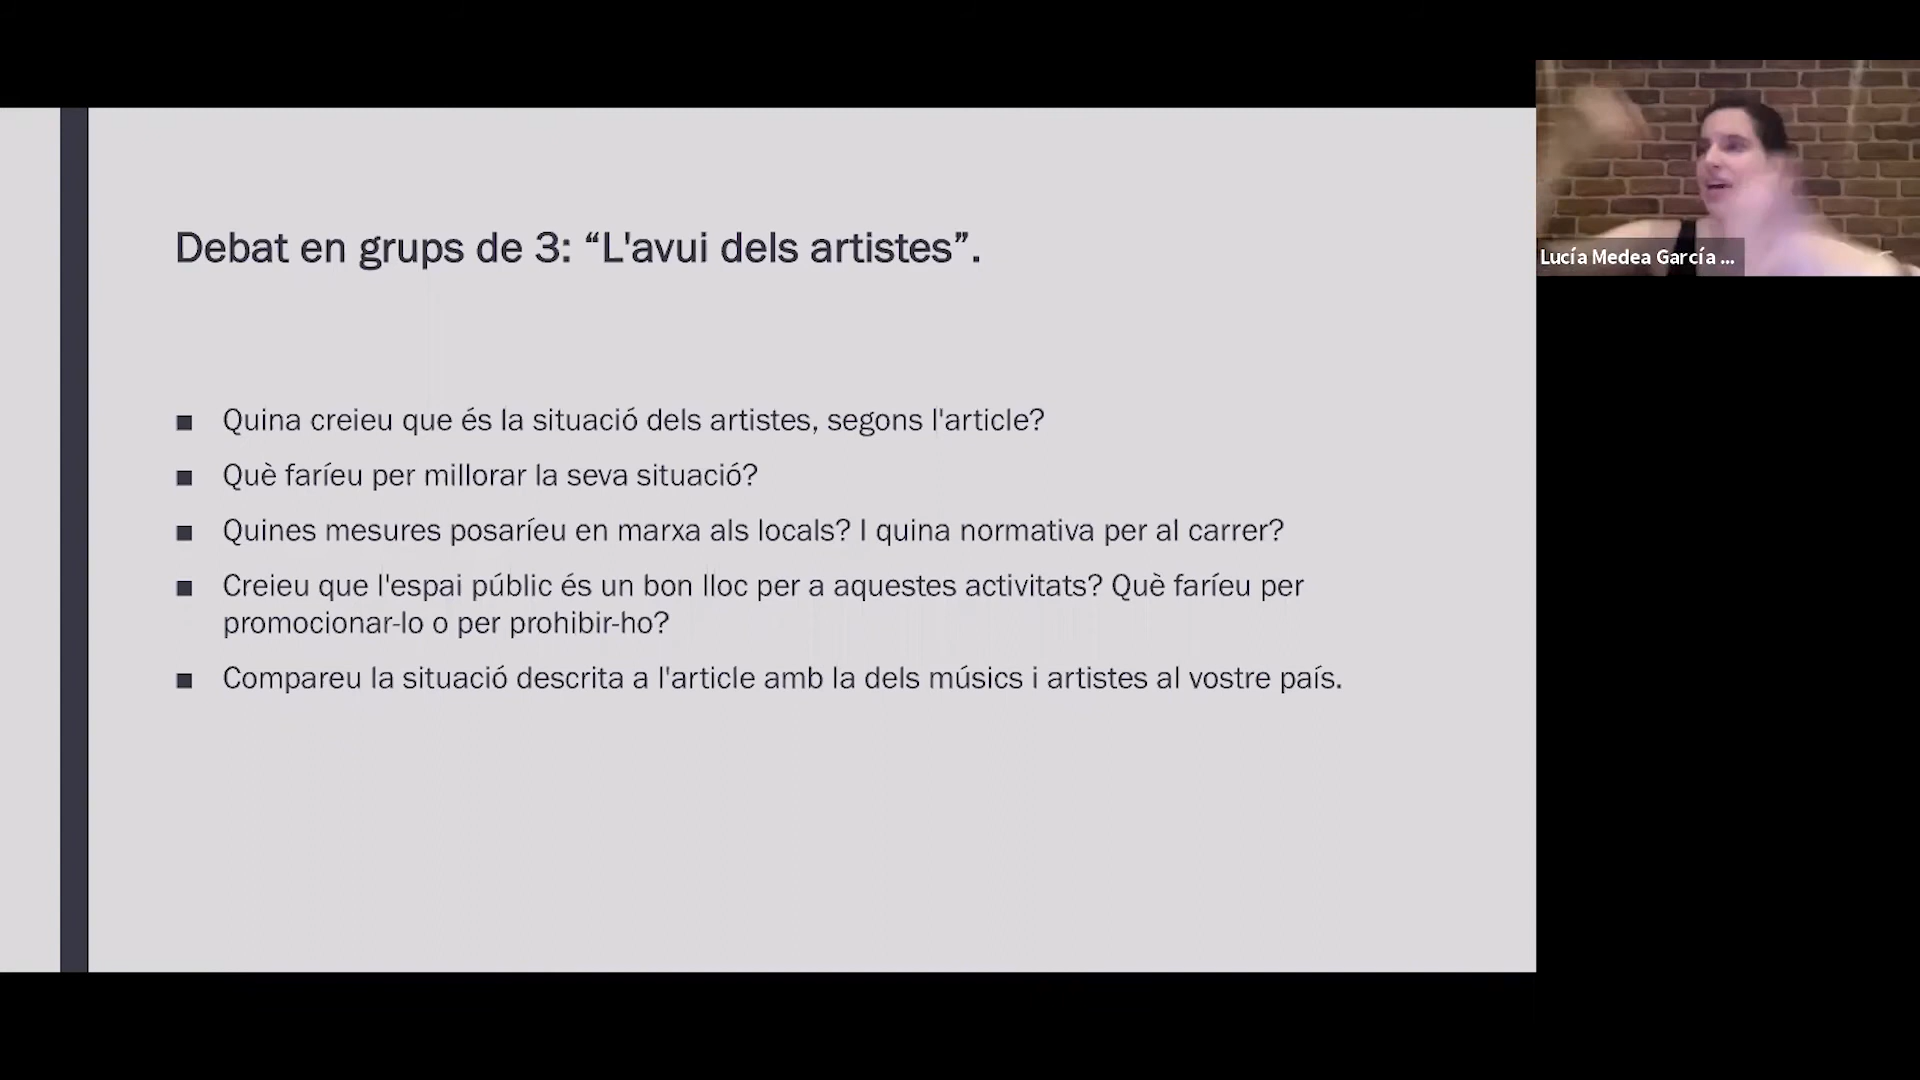 Debat en grups de 3: “L'avui dels artistes”.
Lucía Medea García ...
■ Quina creieu que és la situació dels artistes, segons l'article?
■ Què faríeu per millorar la seva situació?
■ Quines mesures posaríeu en marxa als locals? I quina normativa per al carrer?
■ Creieu que l'espai públic és un bon lloc per a aquestes activitats? Què faríeu per
promocionar-lo o per prohibir-ho?
■ Compareu la situació descrita a l'article amb la dels músics i artistes al vostre país.